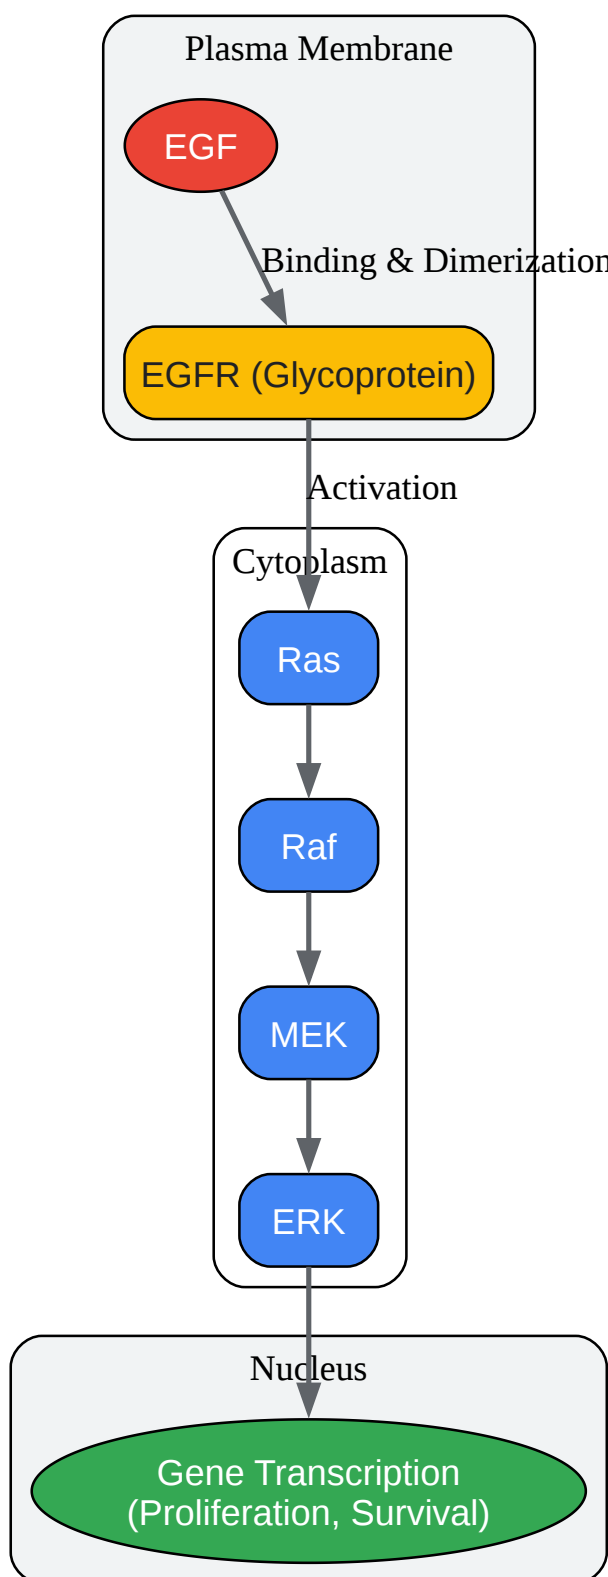 Plasma Membrane
EGF
Binding & Dimerization
EGFR (Glycoprotein)
Activation
Cytoplasm
Ras
Raf
MEK
ERK
Nucleus
Gene Transcription
(Proliferation, Survival)